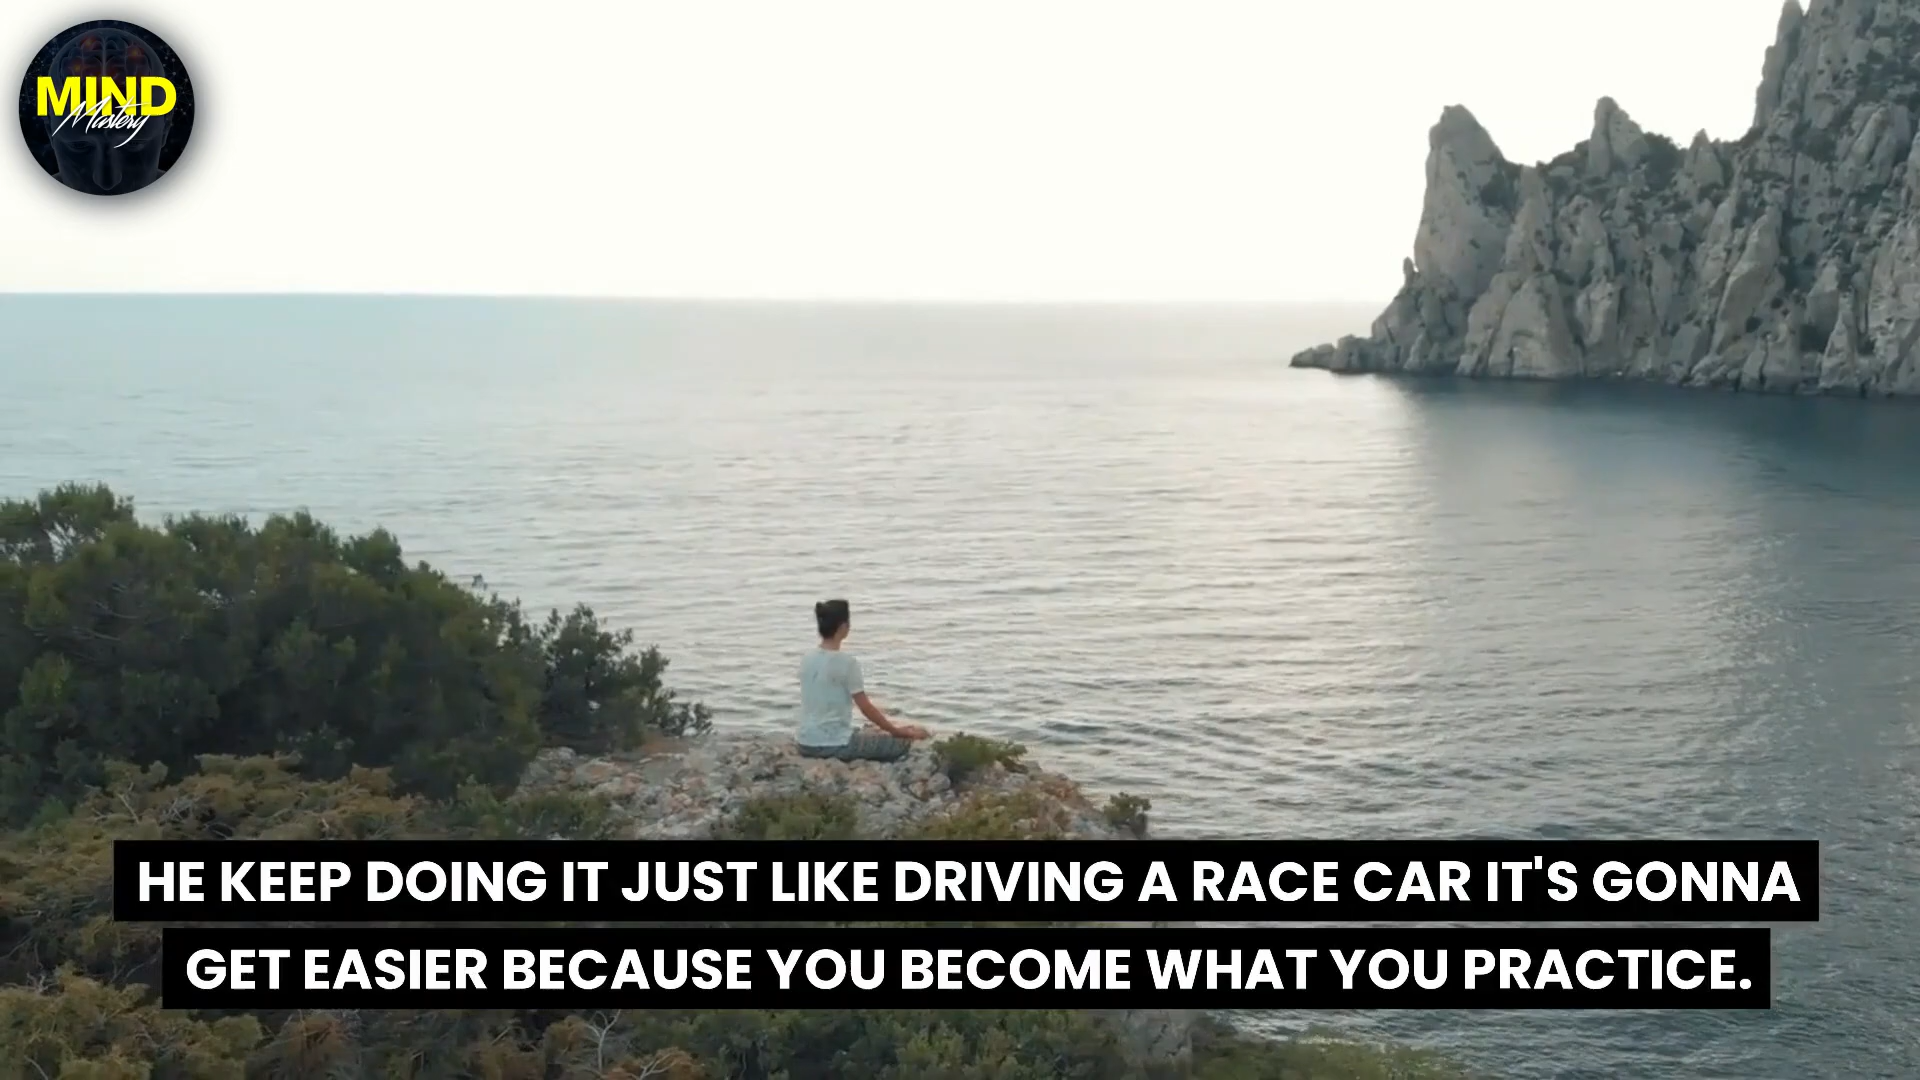 MIND
Mastery
HE KEEP DOING IT JUST LIKE DRIVING A RACE CAR IT'S GONNA
GET EASIER BECAUSE YOU BECOME WHAT YOU PRACTICE.